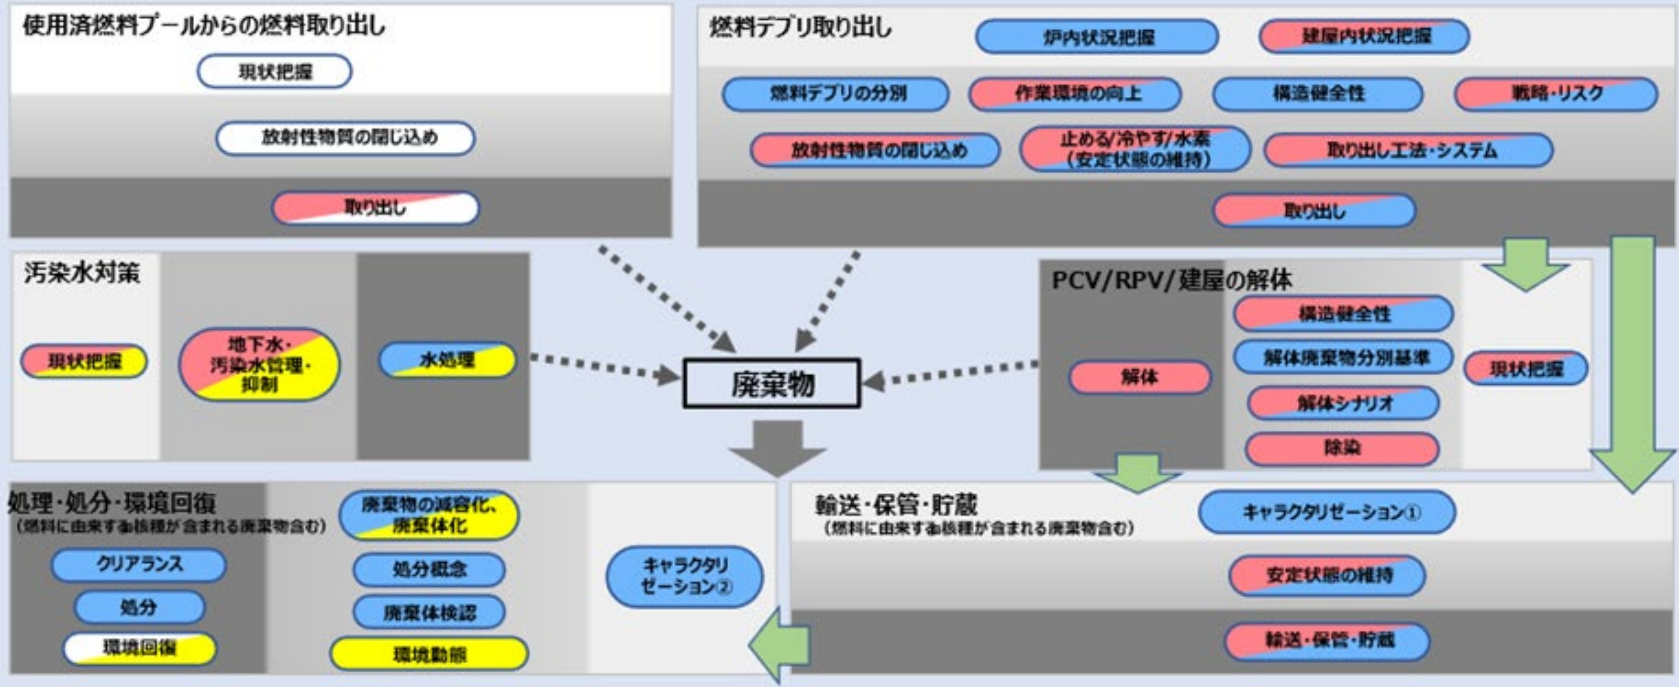 使用済燃料プールからの燃料取り出し
現状把握
放射性物質の閉じ込め
取り出し
燃料デブリ取り出し
炉内状況把握
建屋内状況把握
燃料デブリの分別
作業環境の向上
構造健全性
戦略・リスク
放射性物質の閉じ込め
止める/冷やす/水素
（安定状態の維持）
取り出し工法・システム
取り出し
汚染水対策
現状把握
地下水・
汚染水管理・
抑制
水処理
廃棄物
PCV/RPV/建屋の解体
解体
構造健全性
解体廃棄物分別基準
解体シナリオ
除染
現状把握
処理・処分・環境回復
（燃料に由来するα核種が含まれる廃棄物含む）
クリアランス
処分
環境回復
廃棄物の減容化、
廃棄体化
処分概念
廃棄体検認
環境動態
キャラクタリ
ゼーション②
輸送・保管・貯蔵
（燃料に由来するα核種が含まれる廃棄物含む）
キャラクタリゼーション①
安定状態の維持
輸送・保管・貯蔵